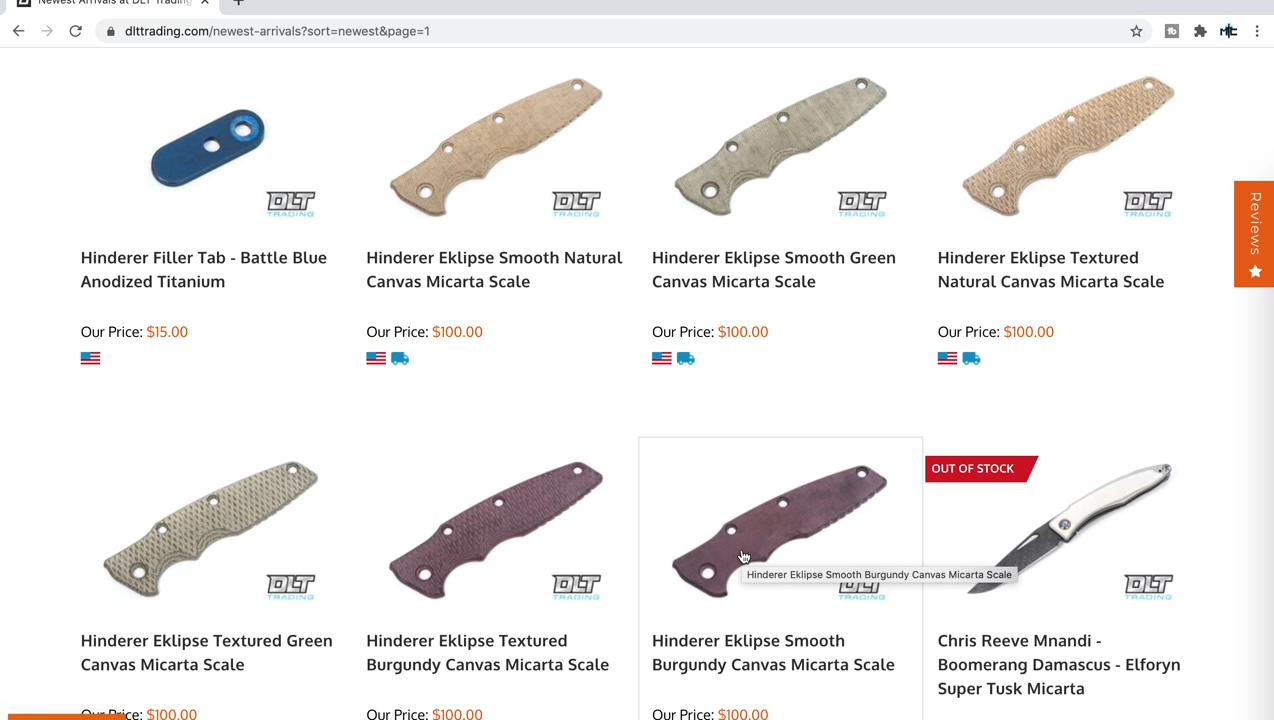 Newest Arrivals at DLT Trading
dlttrading.com/newest-arrivals?sort=newest&page=1
DLT
TRADING
DLT
TRADING
DLT
TRADING
DLT
TRADING
Reviews
Hinderer Filler Tab - Battle Blue
Anodized Titanium
Our Price: $15.00
Hinderer Eklipse Smooth Natural
Canvas Micarta Scale
Our Price: $100.00
Hinderer Eklipse Smooth Green
Canvas Micarta Scale
Our Price: $100.00
Hinderer Eklipse Textured
Natural Canvas Micarta Scale
Our Price: $100.00
DLT
TRADING
Hinderer Eklipse Textured Green
Canvas Micarta Scale
Our Price: $100.00
DLT
TRADING
Hinderer Eklipse Textured
Burgundy Canvas Micarta Scale
Our Price: $100.00
Hinderer Eklipse Smooth Burgundy Canvas Micarta Scale
DLT
TRADING
Hinderer Eklipse Smooth
Burgundy Canvas Micarta Scale
Our Price: $100.00
OUT OF STOCK
DLT
TRADING
Chris Reeve Mnandi -
Boomerang Damascus - Elforyn
Super Tusk Micarta